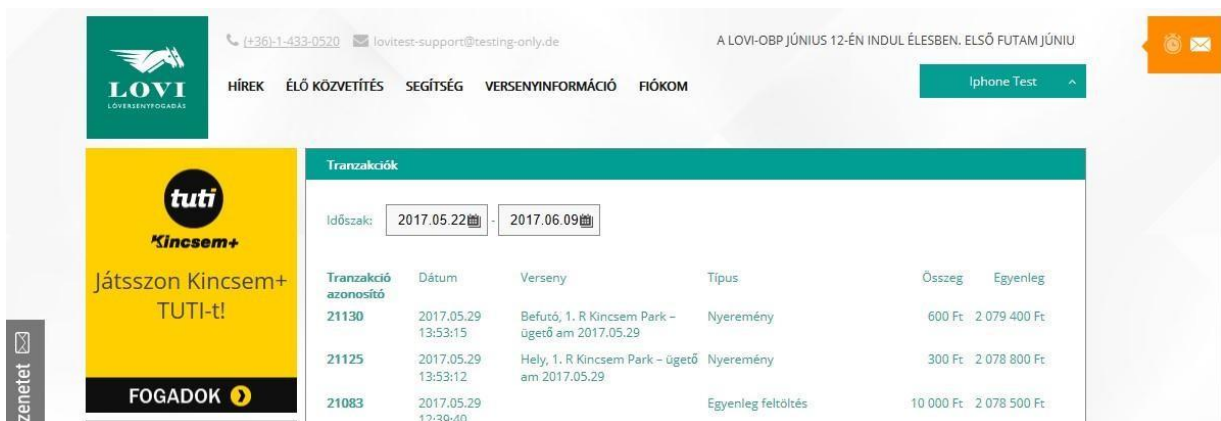 (+36)-1-433-0520 lovitest-support@testing-only.de A LOVI-OBP JÚNIUS 12-ÉN INDUL ÉLESBEN. ELSŐ FUTAM JÚNIU
LOVI
LÓVERSENYFOGADÁS
HÍREK ÉLŐ KÖZVETÍTÉS SEGÍTSÉG VERSENYINFORMÁCIÓ FIÓKOM
Iphone Test
tuti
Kincsem+
Játsszon Kincsem+
TUTI-t!
FOGADOK
zenetet
Tranzakciók
Időszak: 2017.05.22 - 2017.06.09
Tranzakció azonosító Dátum Verseny Típus Összeg Egyenleg
21130 2017.05.29 Befutó, 1. R Kincsem Park – Nyeremény 600 Ft 2 079 400 Ft
13:53:15 ügető am 2017.05.29
21125 2017.05.29 Hely, 1. R Kincsem Park – ügető Nyeremény 300 Ft 2 078 800 Ft
13:53:12 am 2017.05.29
21083 2017.05.29 Egyenleg feltöltés 10 000 Ft 2 078 500 Ft
12:39:40